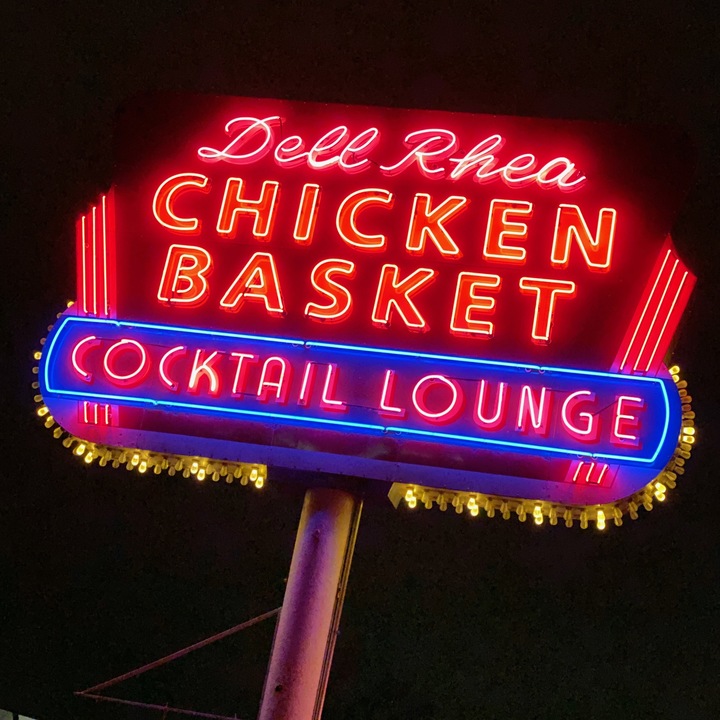 Dell Rhea
CHICKEN
BASKET
COCKTAIL LOUNGE